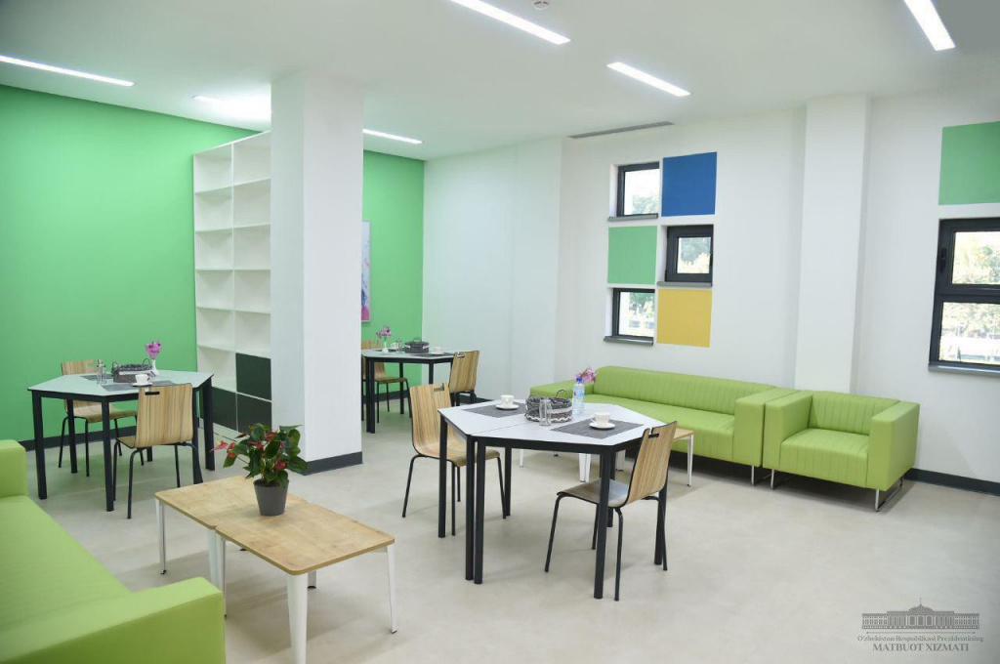 O'zbekiston Respublikasi Prezidentining
MATBUOT XIZMATI